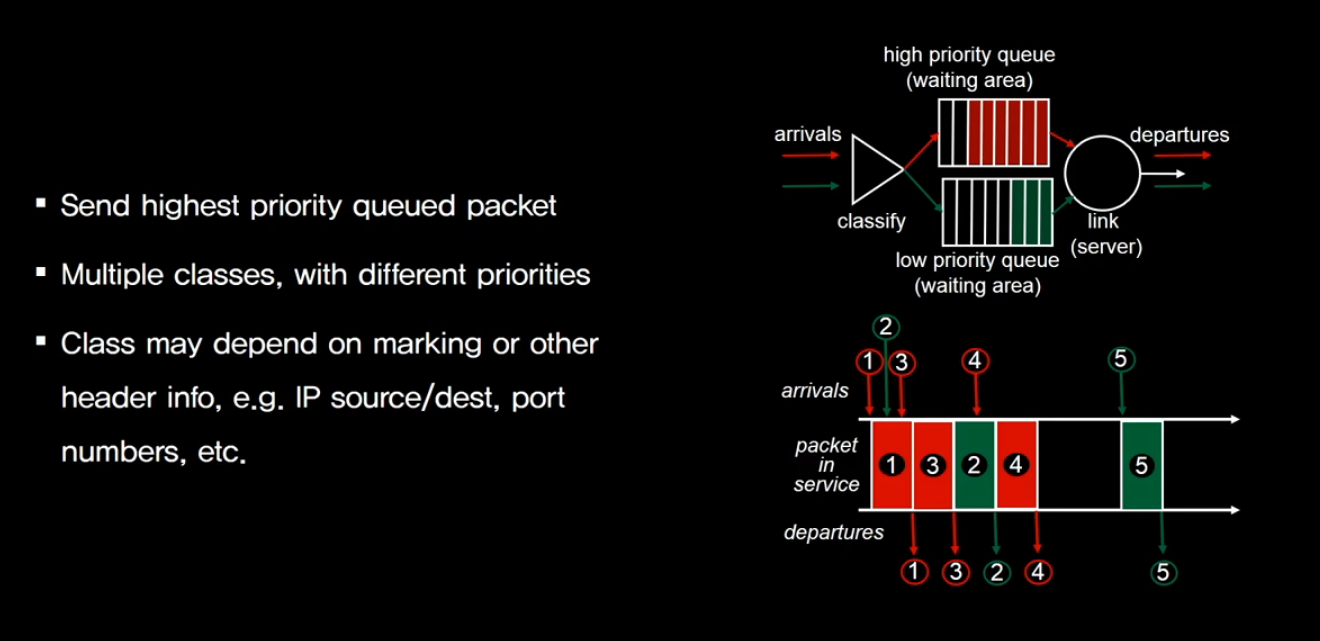 ▪ Send highest priority queued packet
▪ Multiple classes, with different priorities
▪ Class may depend on marking or other
header info, e.g. IP source/dest, port
numbers, etc.
high priority queue
(waiting area)
arrivals
departures
classify
link
(server)
low priority queue
(waiting area)
2
1 3 4 5
arrivals
packet
in
service
1 3 2 4 5
departures
1 3 2 4 5